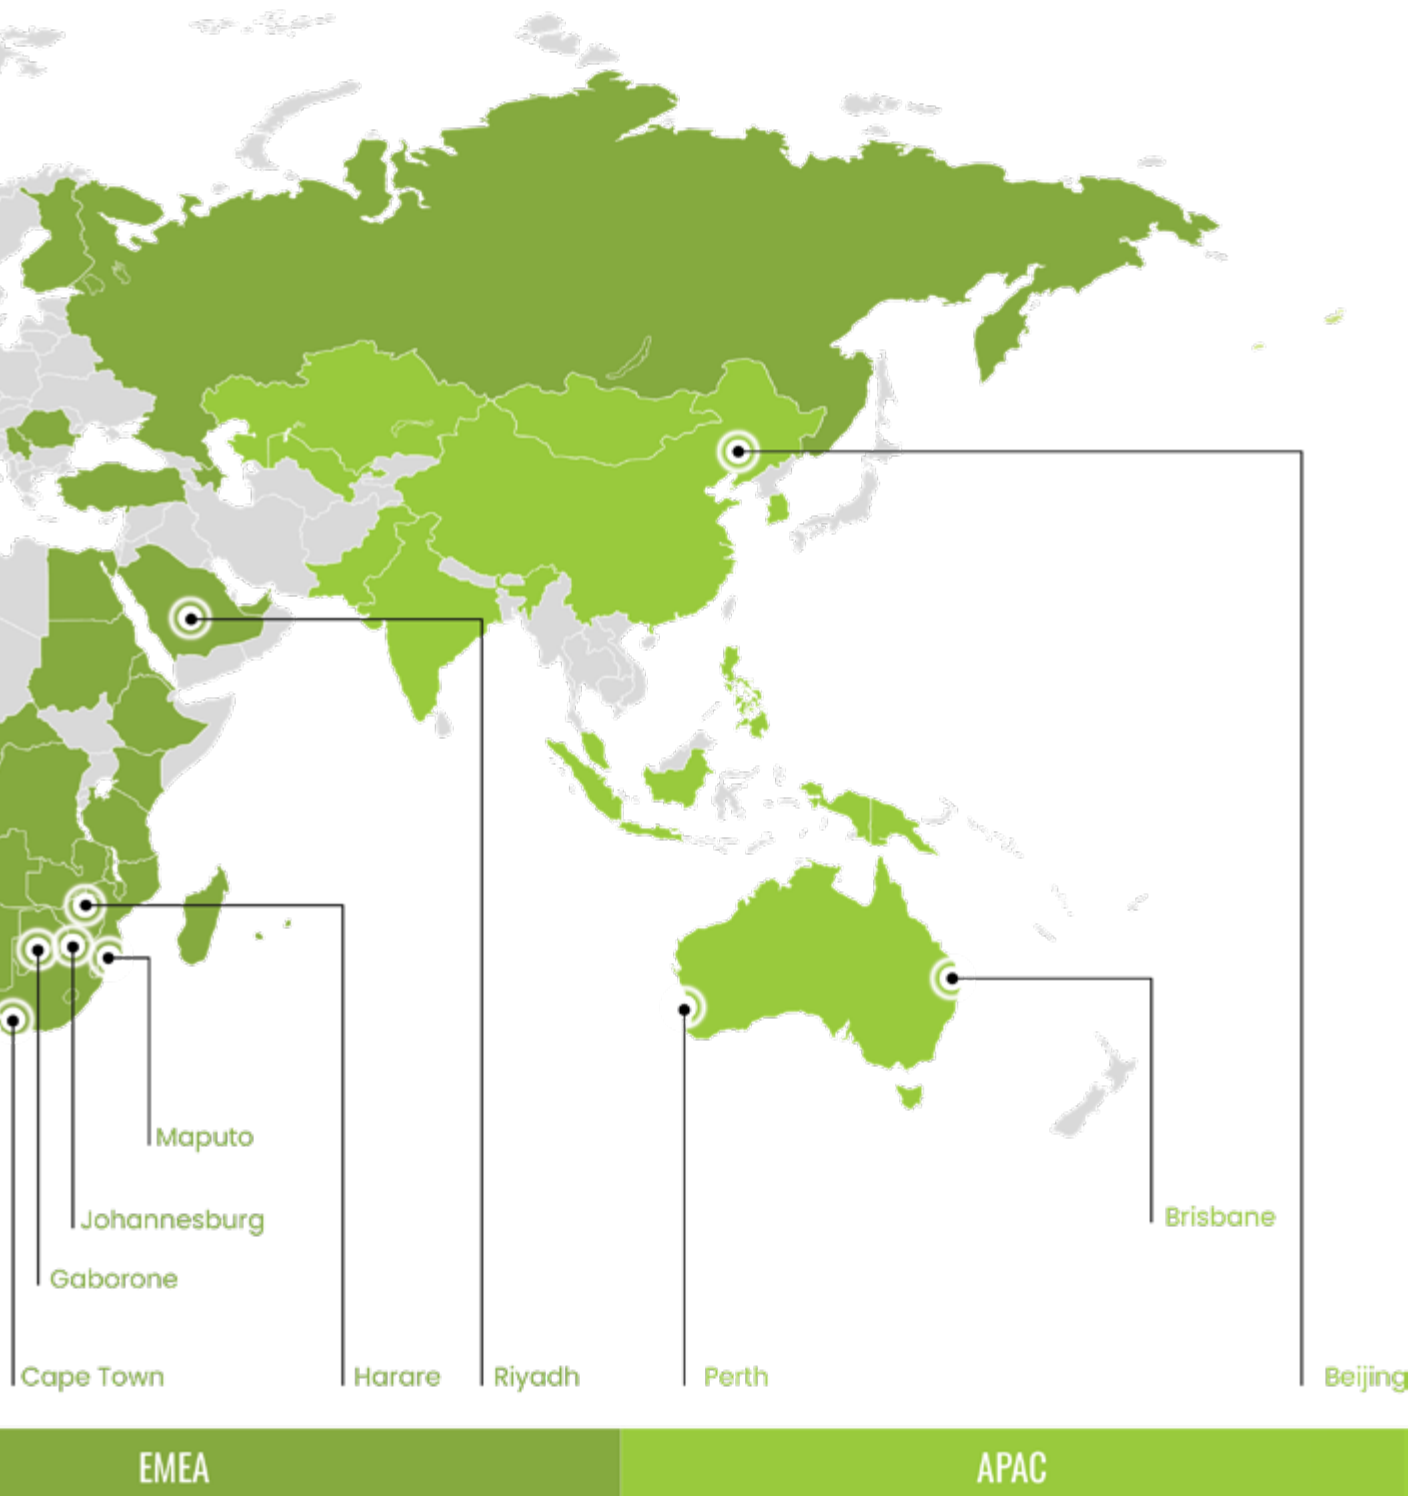 Maputo
Johannesburg
Brisbane
Gaborone
Cape Town
Harare
Riyadh
Perth
Beijing
EMEA
APAC